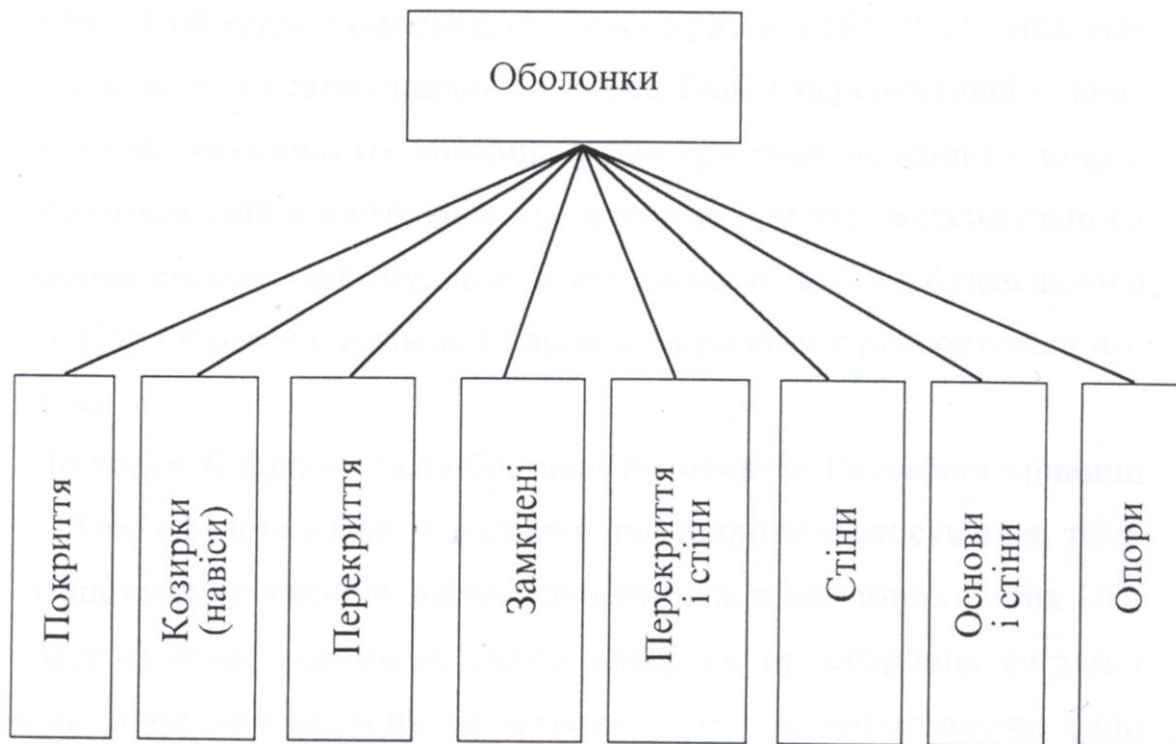 Оболонки
Покриття
Козирки
(навіси)
Перекриття
Замкнені
Перекриття
і стіни
Стіни
Основи
і стіни
Опори